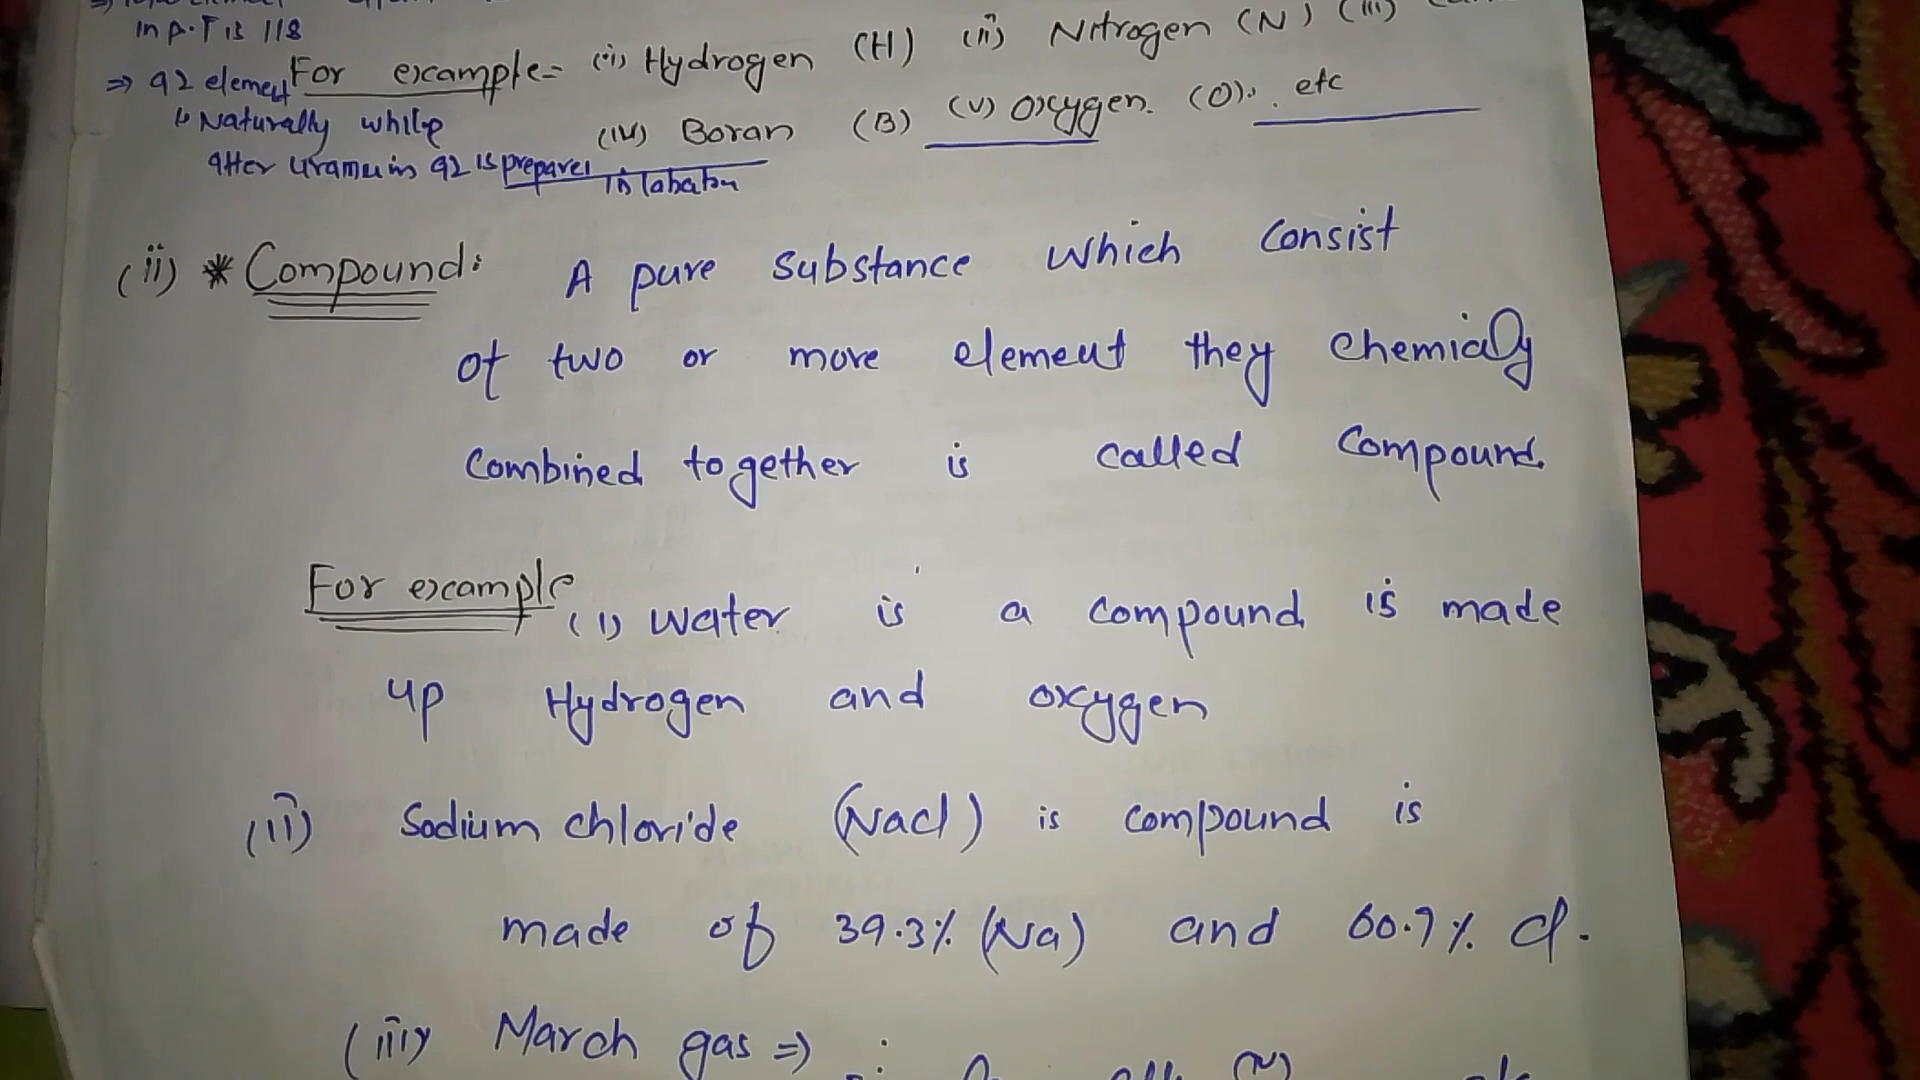 in p.T is 118
For example= (i) Hydrogen (H) (ii) Nitrogen (N) (iii)
⇒ 92 element
↳ Naturally while
(IV) Boran (B) (V) oxygen. (O). . etc
after uramuim 92 is prepared in
(ii) * Compound: A pure substance which consist
of two or more element they chemialy
combined together is called compound.
For example
(1) water is a compound is made
up Hydrogen and oxygen
(ii) Sodium chloride (Nacl) is compound is
made of 39.3% (Na) and 60.7% Cl.
(iii) March gas ⇒